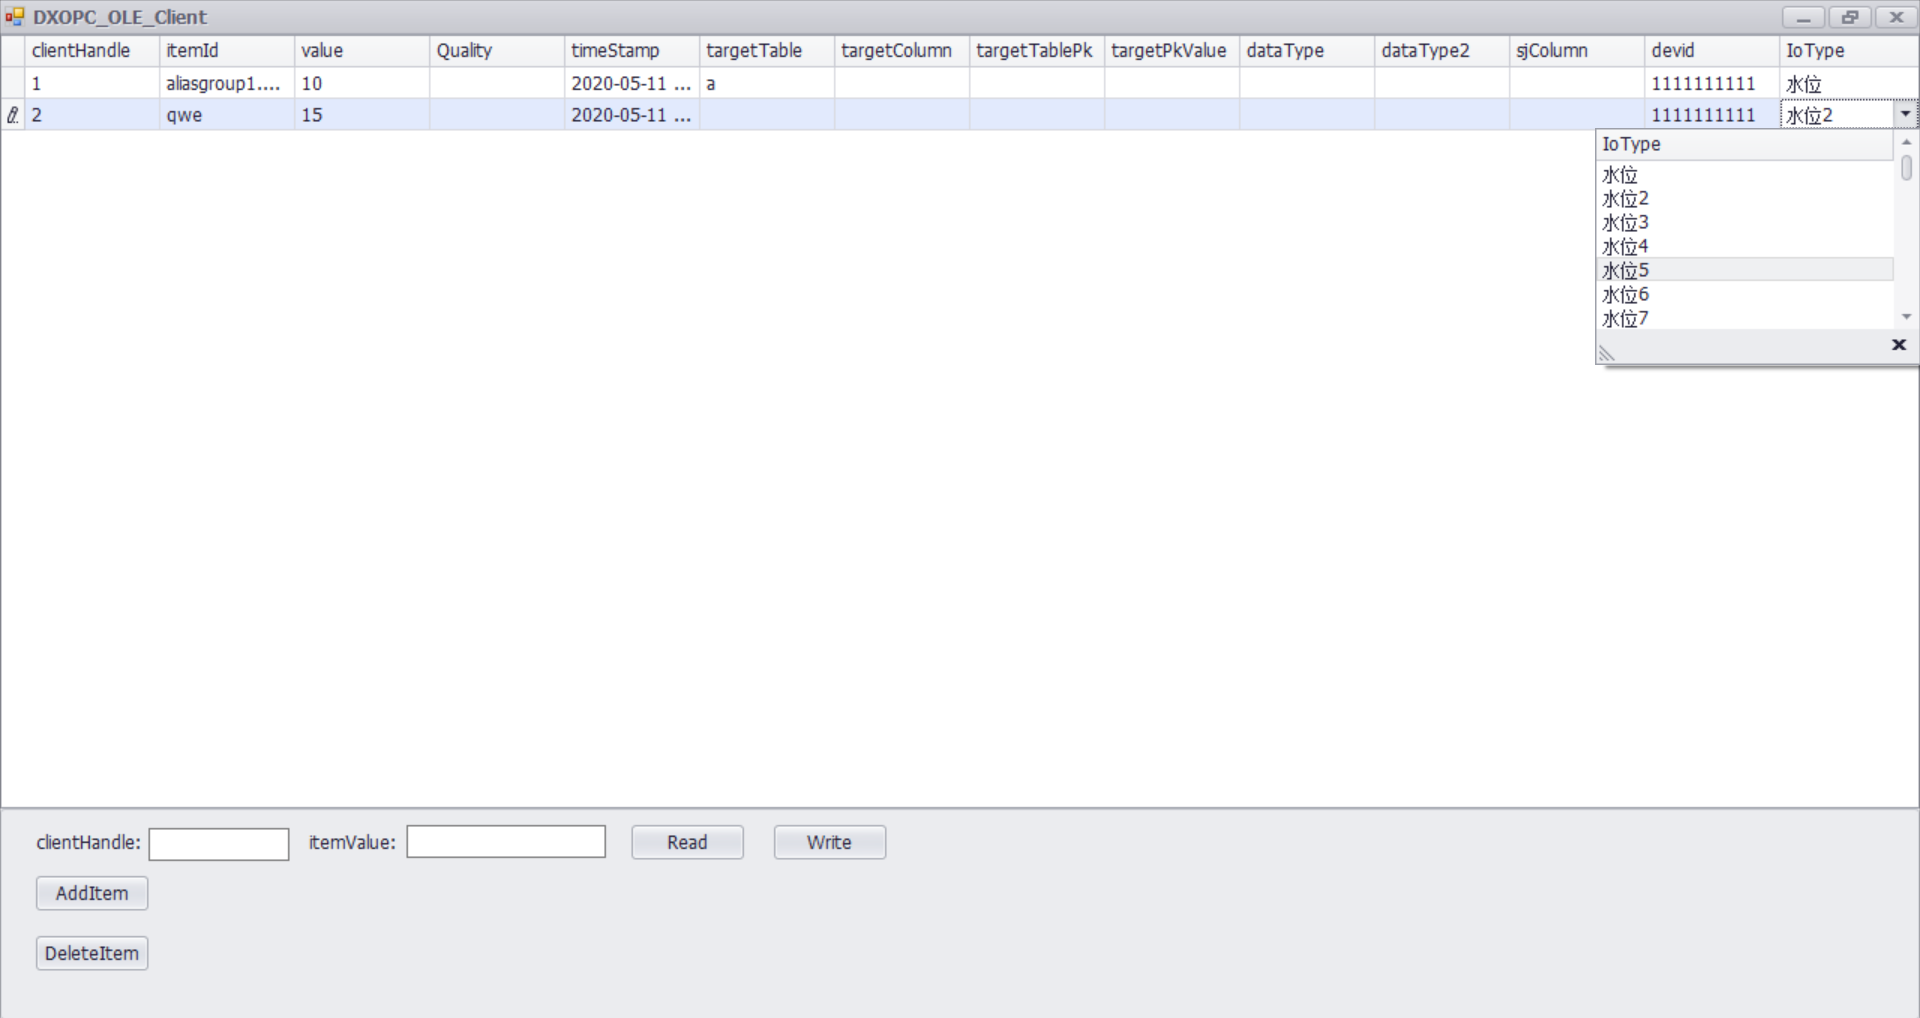 DXOPC_OLE_Client
clientHandle itemId value Quality timeStamp targetTable targetColumn targetTablePk targetPkValue dataType dataType2 sjColumn devid IoType
1 aliasgroup1.... 10 2020-05-11 ... a 1111111111 水位
2 qwe 15 2020-05-11 ... 1111111111 水位2
IoType
水位
水位2
水位3
水位4
水位5
水位6
水位7
clientHandle: itemValue: Read Write
AddItem
DeleteItem